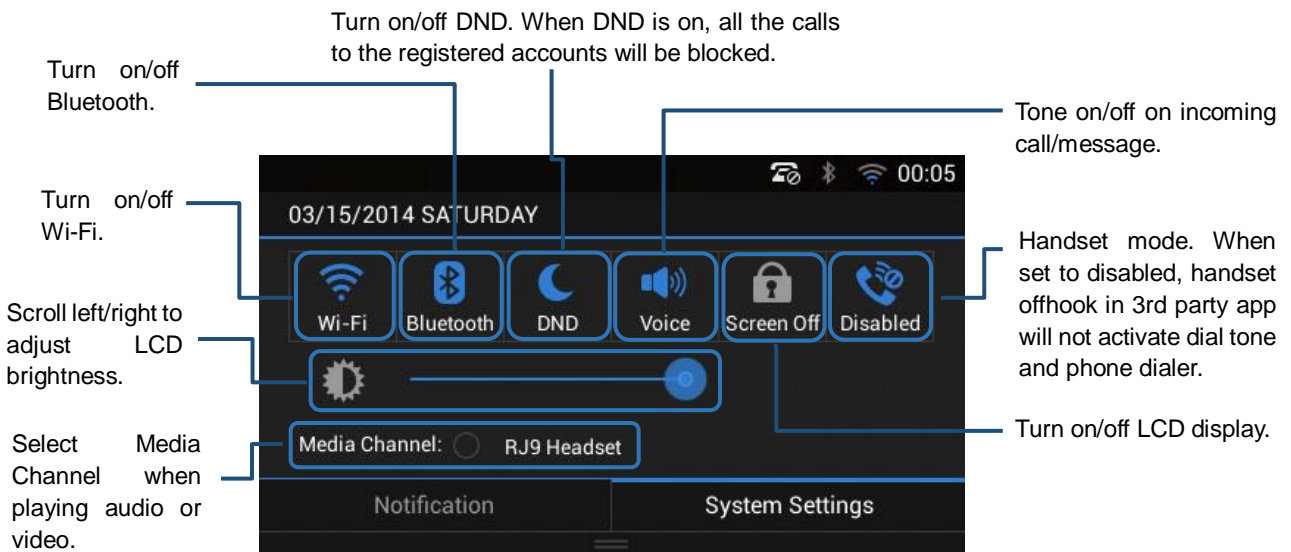 Turn on/off DND. When DND is on, all the calls
to the registered accounts will be blocked.
Turn on/off
Bluetooth.
Tone on/off on incoming
call/message.
Turn on/off
Wi-Fi.
00:05
03/15/2014 SATURDAY
Wi-Fi
Bluetooth
DND
Voice
Screen Off
Disabled
Handset mode. When
set to disabled, handset
offhook in 3rd party app
will not activate dial tone
and phone dialer.
Scroll left/right to
adjust LCD
brightness.
Turn on/off LCD display.
Select Media
Channel when
playing audio or
video.
Media Channel: RJ9 Headset
Notification
System Settings